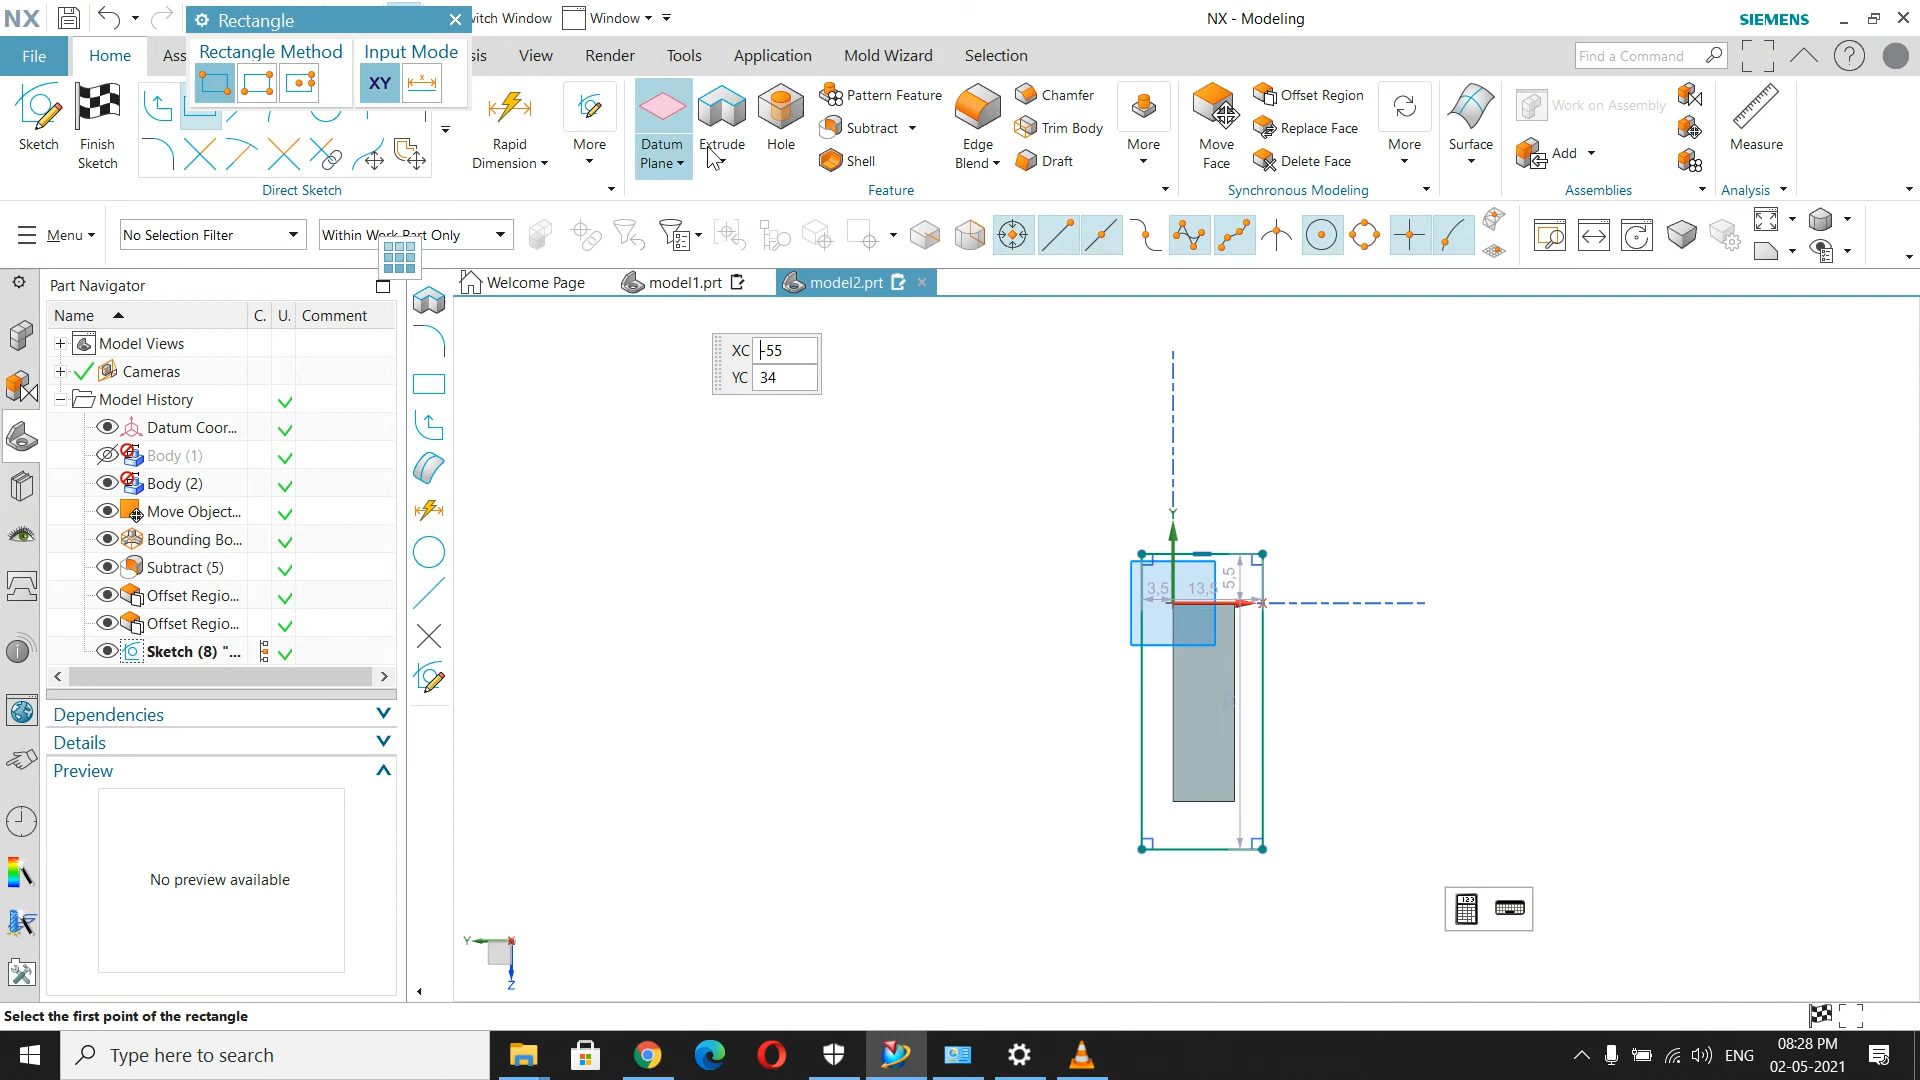 NX
Switch Window
Window
NX - Modeling
SIEMENS
Rectangle
Rectangle Method
Input Mode
XY
File
Home
Ass
sis
View
Render
Tools
Application
Mold Wizard
Selection
Find a Command
Sketch
Finish
Sketch
Direct Sketch
Rapid
Dimension
More
Datum
Plane
Extrude
Hole
Pattern Feature
Subtract
Shell
Edge
Blend
Chamfer
Trim Body
Draft
More
Feature
Move
Face
Offset Region
Replace Face
Delete Face
More
Synchronous Modeling
Surface
Work on Assembly
Add
Assemblies
Measure
Analysis
Menu
No Selection Filter
Within Work Part Only
Part Navigator
Welcome Page
model1.prt
model2.prt
Name
C.
U.
Comment
Model Views
Cameras
Model History
Datum Coor...
Body (1)
Body (2)
Move Object...
Bounding Bo...
Subtract (5)
Offset Regio...
Offset Regio...
Sketch (8) "...
Dependencies
Details
Preview
No preview available
XC -55
YC 34
Y
X
3,5
13,5
5,5
Y
Z
123
Select the first point of the rectangle
Type here to search
ENG
08:28 PM
02-05-2021